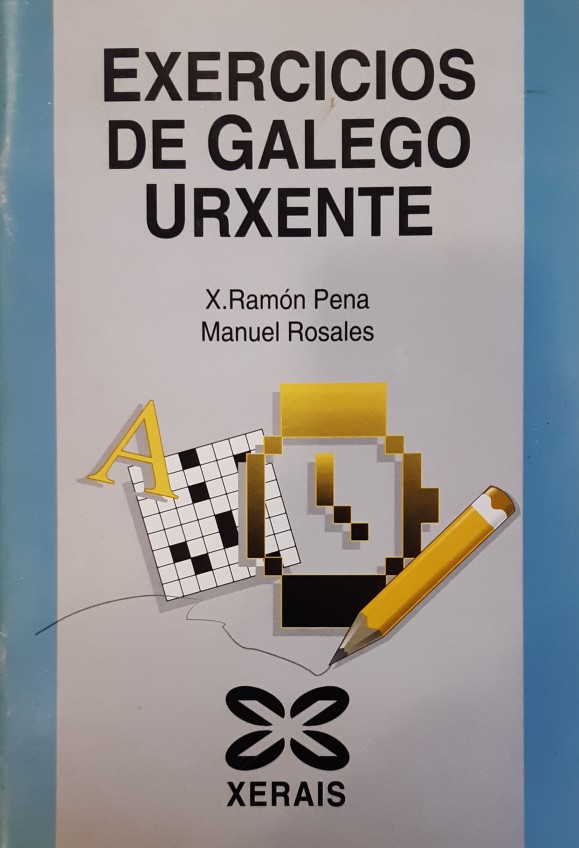 EXERCICIOS
DE GALEGO
URXENTE
X.Ramón Pena
Manuel Rosales
A
XERAIS